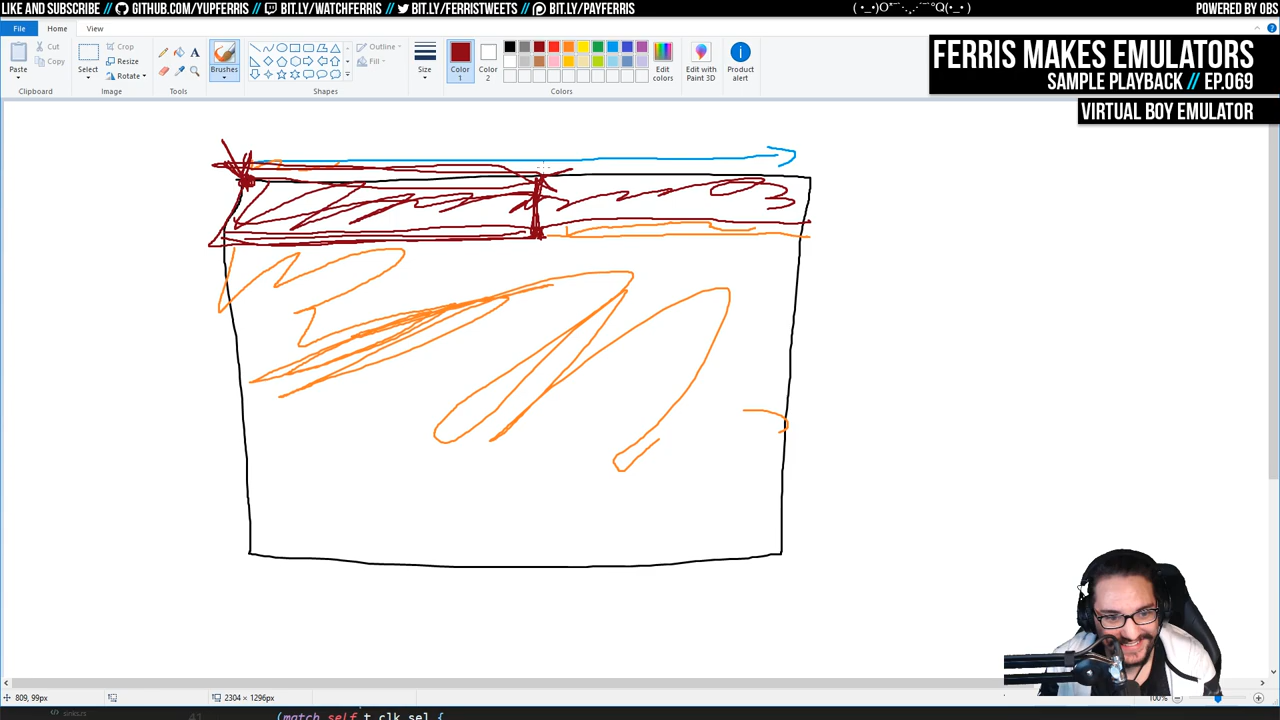 LIKE AND SUBSCRIBE // GITHUB.COM/YUPFERRIS // BIT.LY/WATCHFERRIS // BIT.LY/FERRISTWEETS // BIT.LY/PAYFERRIS
POWERED BY OBS
File Home View
FERRIS MAKES EMULATORS
SAMPLE PLAYBACK // EP.069
VIRTUAL BOY EMULATOR
Paste
Cut
Copy
Clipboard
Select
Crop
Resize
Rotate
Image
Tools
Brushes
Outline
Fill
Shapes
Size
Color 1
Color 2
Edit colors
Colors
Edit with Paint 3D
Product alert
809, 99px
2304 × 1296px
100%
sinks.rs
41
(match self.t_clk_sel {